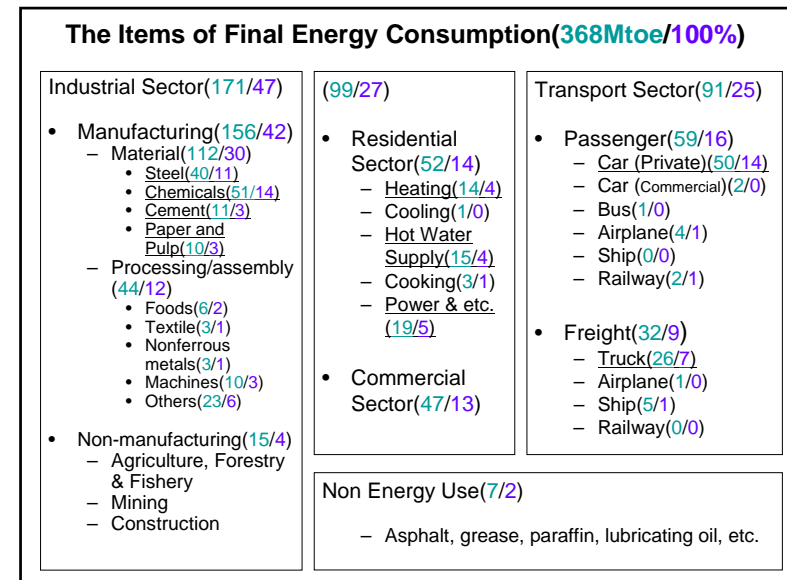 The Items of Final Energy Consumption(368Mtoe/100%)
Industrial Sector(171/47)
• Manufacturing(156/42)
– Material(112/30)
• Steel(40/11)
• Chemicals(51/14)
• Cement(11/3)
• Paper and
Pulp(10/3)
– Processing/assembly
(44/12)
• Foods(6/2)
• Textile(3/1)
• Nonferrous
metals(3/1)
• Machines(10/3)
• Others(23/6)
• Non-manufacturing(15/4)
– Agriculture, Forestry
& Fishery
– Mining
– Construction
(99/27)
• Residential
Sector(52/14)
– Heating(14/4)
– Cooling(1/0)
– Hot Water
Supply(15/4)
– Cooking(3/1)
– Power & etc.
(19/5)
• Commercial
Sector(47/13)
Transport Sector(91/25)
• Passenger(59/16)
– Car (Private)(50/14)
– Car (Commercial)(2/0)
– Bus(1/0)
– Airplane(4/1)
– Ship(0/0)
– Railway(2/1)
• Freight(32/9)
– Truck(26/7)
– Airplane(1/0)
– Ship(5/1)
– Railway(0/0)
Non Energy Use(7/2)
– Asphalt, grease, paraffin, lubricating oil, etc.